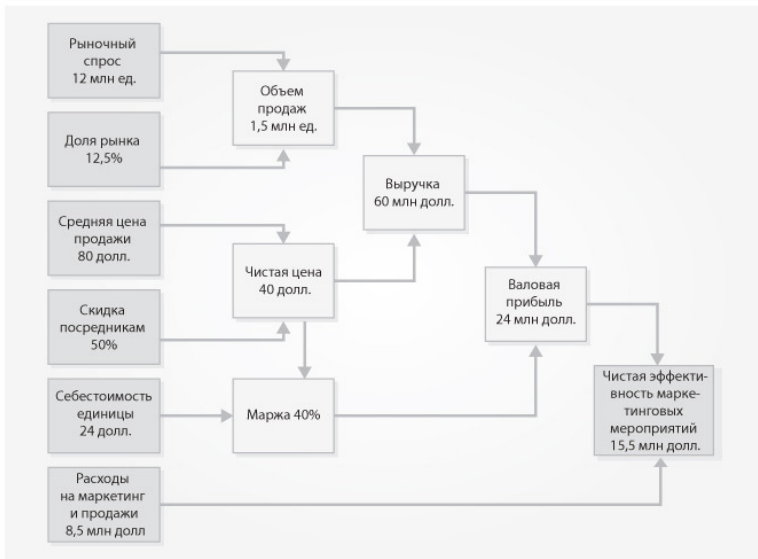 Рыночный
спрос
12 млн ед.
Доля рынка
12,5%
Средняя цена
продажи
80 долл.
Скидка
посредникам
50%
Себестоимость
единицы
24 долл.
Расходы
на маркетинг
и продажи
8,5 млн долл
Объем
продаж
1,5 млн ед.
Чистая цена
40 долл.
Маржа 40%
Выручка
60 млн долл.
Валовая
прибыль
24 млн долл.
Чистая эффекти-
вность марке-
тинговых
мероприятий
15,5 млн долл.